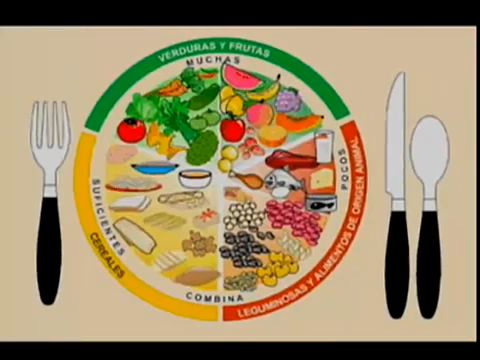 VERDURAS Y FRUTAS
MUCHAS
POCOS
LEGUMINOSAS Y ALIMENTOS DE ORIGEN ANIMAL
COMBINA
SUFICIENTES
CEREALES